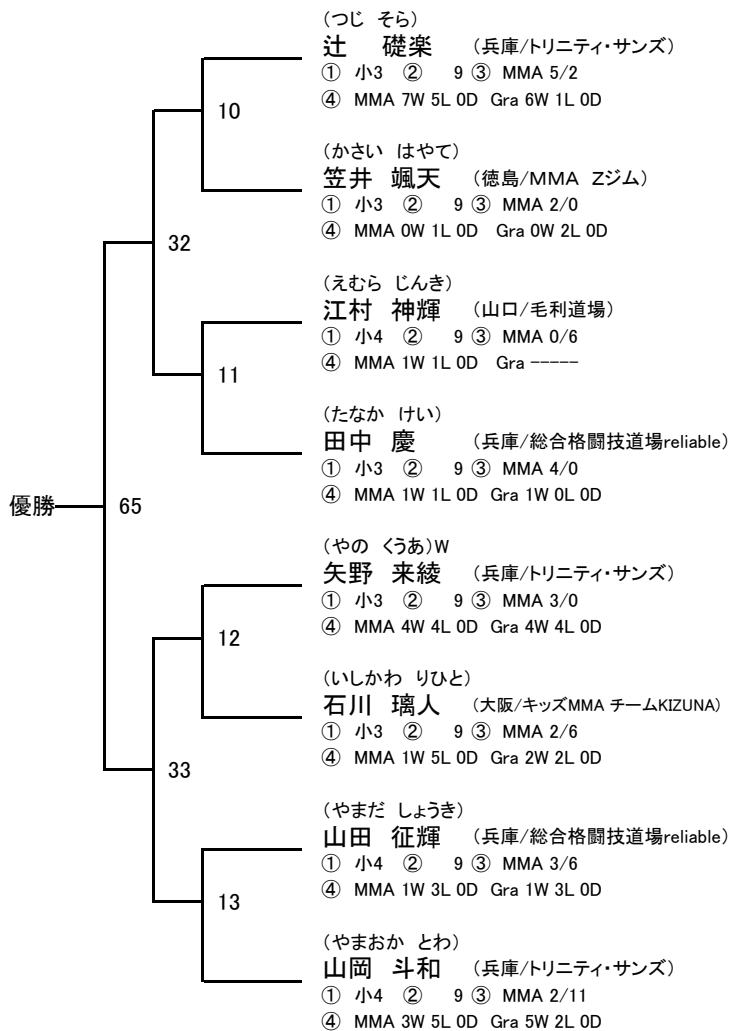 (つじ そら)
辻 礎楽 (兵庫/トリニティ・サンズ)
① 小3 ② 9 ③ MMA 5/2
④ MMA 7W 5L 0D Gra 6W 1L 0D
10
(かさい はやて)
笠井 颯天 (徳島/MMA Zジム)
① 小3 ② 9 ③ MMA 2/0
④ MMA 0W 1L 0D Gra 0W 2L 0D
32
(えむら じんき)
江村 神輝 (山口/毛利道場)
① 小4 ② 9 ③ MMA 0/6
④ MMA 1W 1L 0D Gra -----
11
(たなか けい)
田中 慶 (兵庫/総合格闘技道場reliable)
① 小3 ② 9 ③ MMA 4/0
④ MMA 1W 1L 0D Gra 1W 0L 0D
優勝 65
(やの くうあ)W
矢野 来綾 (兵庫/トリニティ・サンズ)
① 小3 ② 9 ③ MMA 3/0
④ MMA 4W 4L 0D Gra 4W 4L 0D
12
(いしかわ りひと)
石川 璃人 (大阪/キッズMMA チームKIZUNA)
① 小3 ② 9 ③ MMA 2/6
④ MMA 1W 5L 0D Gra 2W 2L 0D
33
(やまだ しょうき)
山田 征輝 (兵庫/総合格闘技道場reliable)
① 小4 ② 9 ③ MMA 3/6
④ MMA 1W 3L 0D Gra 1W 3L 0D
13
(やまおか とわ)
山岡 斗和 (兵庫/トリニティ・サンズ)
① 小4 ② 9 ③ MMA 2/11
④ MMA 3W 5L 0D Gra 5W 2L 0D